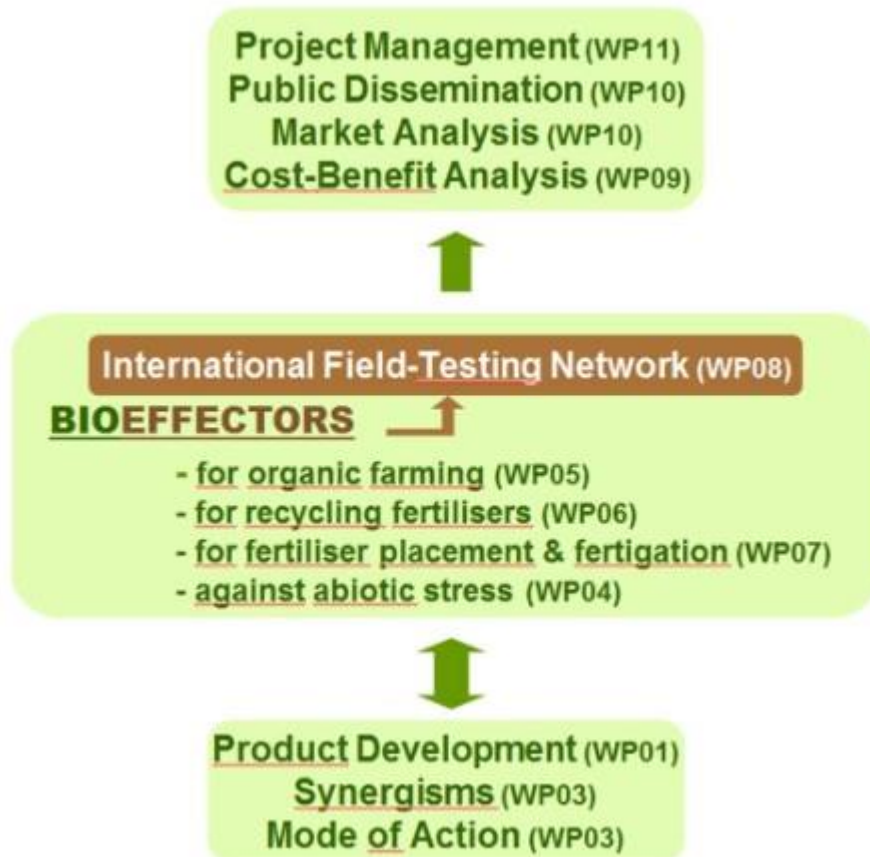 Project Management (WP11)
Public Dissemination (WP10)
Market Analysis (WP10)
Cost-Benefit Analysis (WP09)
International Field-Testing Network (WP08)
BIOEFFECTORS
- for organic farming (WP05)
- for recycling fertilisers (WP06)
- for fertiliser placement & fertigation (WP07)
- against abiotic stress (WP04)
Product Development (WP01)
Synergisms (WP03)
Mode of Action (WP03)